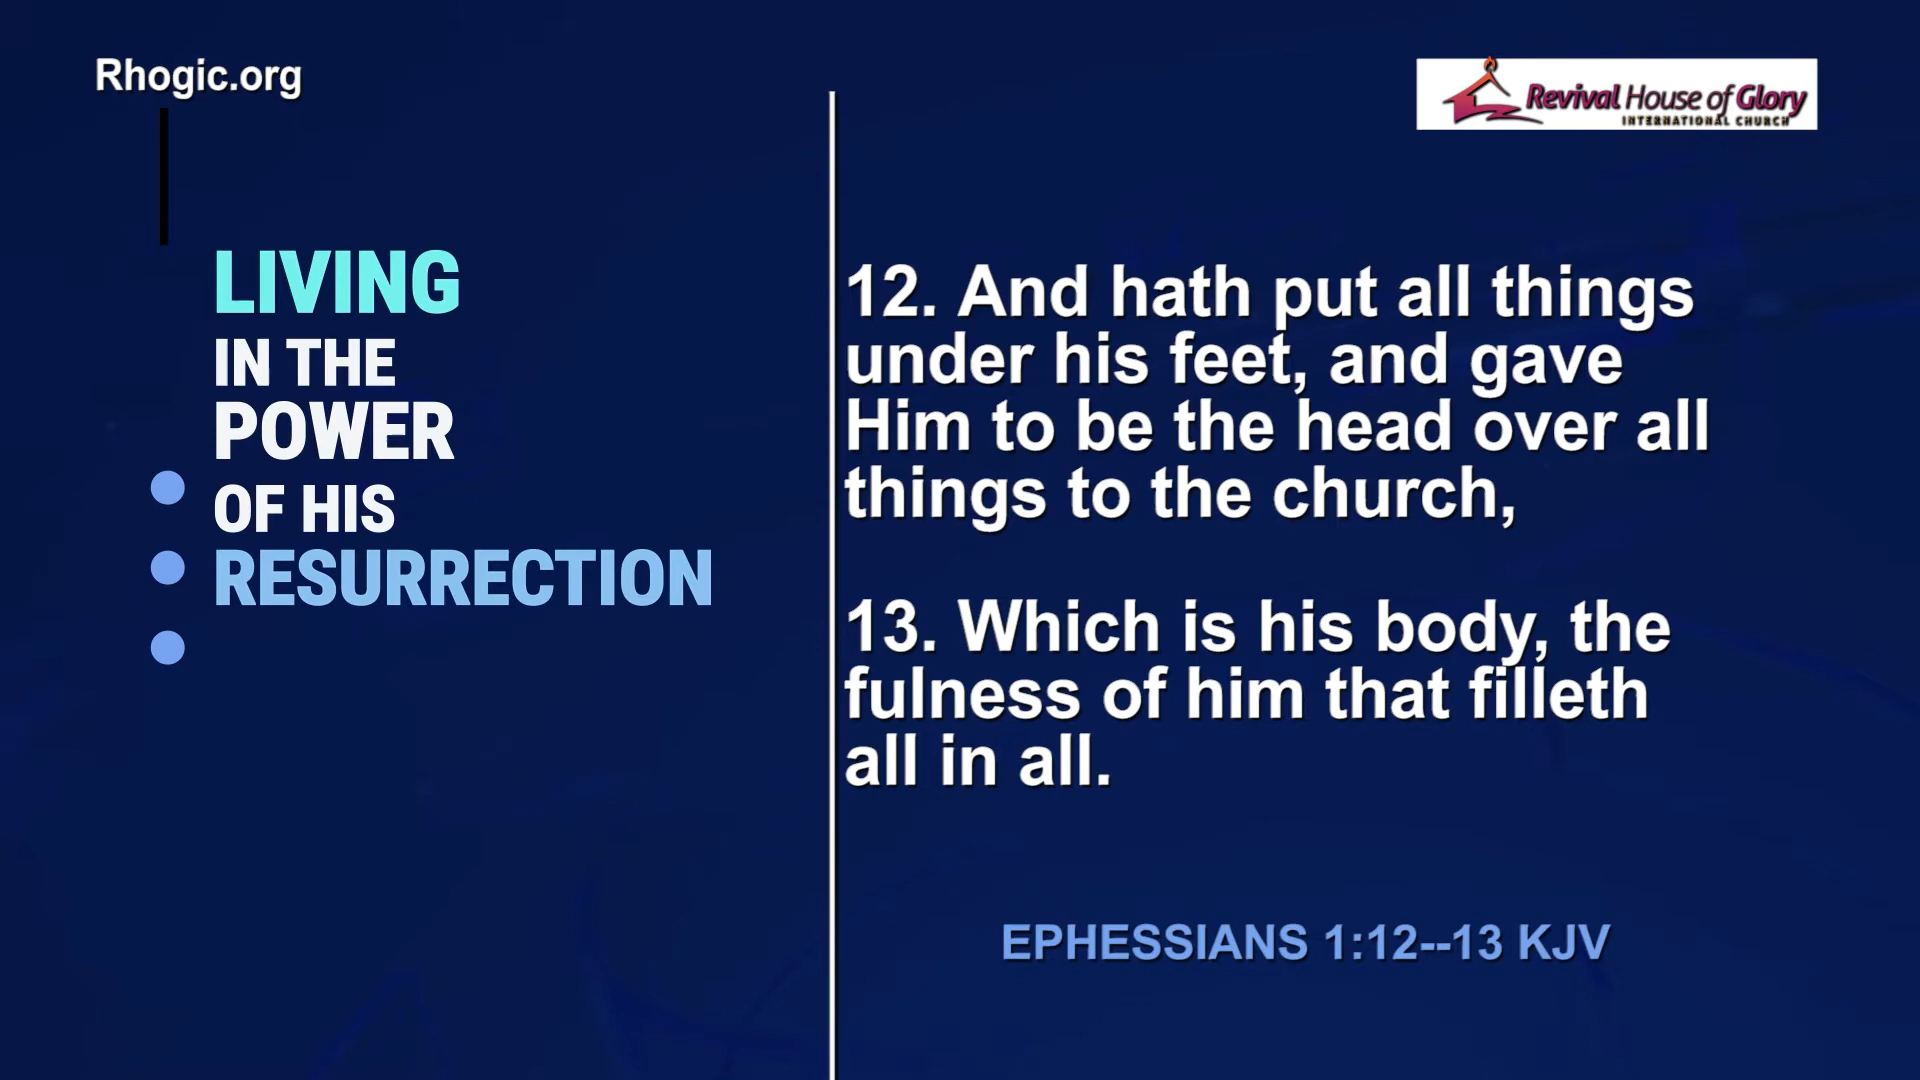 Rhogic.org
Revival House of Glory
INTERNATIONAL CHURCH
LIVING
IN THE
POWER
OF HIS
RESURRECTION
12. And hath put all things
under his feet, and gave
Him to be the head over all
things to the church,
13. Which is his body, the
fulness of him that filleth
all in all.
EPHESSIANS 1:12--13 KJV